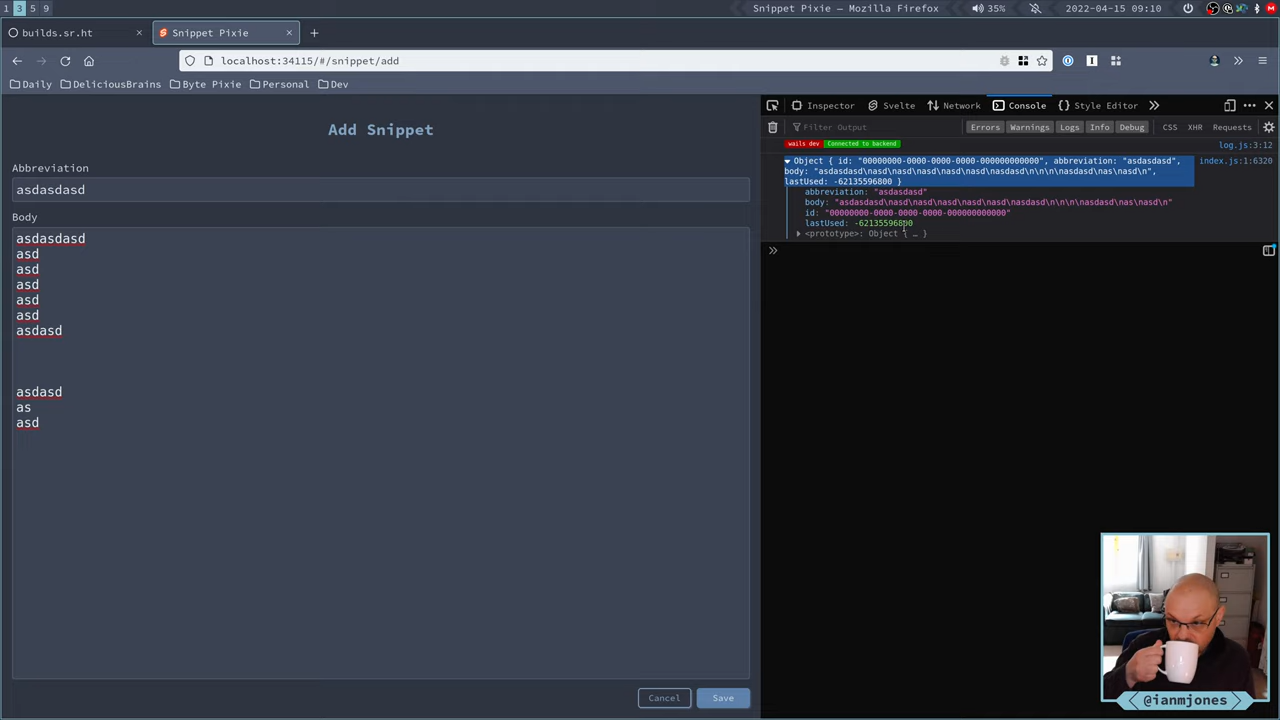 1 3 5 9
Snippet Pixie — Mozilla Firefox
35%
2022-04-15 09:10
builds.sr.ht
Snippet Pixie
localhost:34115/#/snippet/add
Daily DeliciousBrains Byte Pixie Personal Dev
Add Snippet
Abbreviation
asdasdasd
Body
asdasdasd
asd
asd
asd
asd
asd
asdasd
asdasd
as
asd
Cancel Save
Inspector Svelte Network Console Style Editor
Filter Output Errors Warnings Logs Info Debug CSS XHR Requests
wails dev Connected to backend log.js:3:12
Object { id: "00000000-0000-0000-0000-000000000000", abbreviation: "asdasdasd", index.js:1:6320
body: "asdasdasd\nasd\nasd\nasd\nasd\nasd\nasdasd\n\n\n\nasdasd\nas\nasd\n",
lastUsed: -62135596800 }
abbreviation: "asdasdasd"
body: "asdasdasd\nasd\nasd\nasd\nasd\nasd\nasdasd\n\n\n\nasdasd\nas\nasd\n"
id: "00000000-0000-0000-0000-000000000000"
lastUsed: -62135596800
<prototype>: Object { … }
@ianmjones